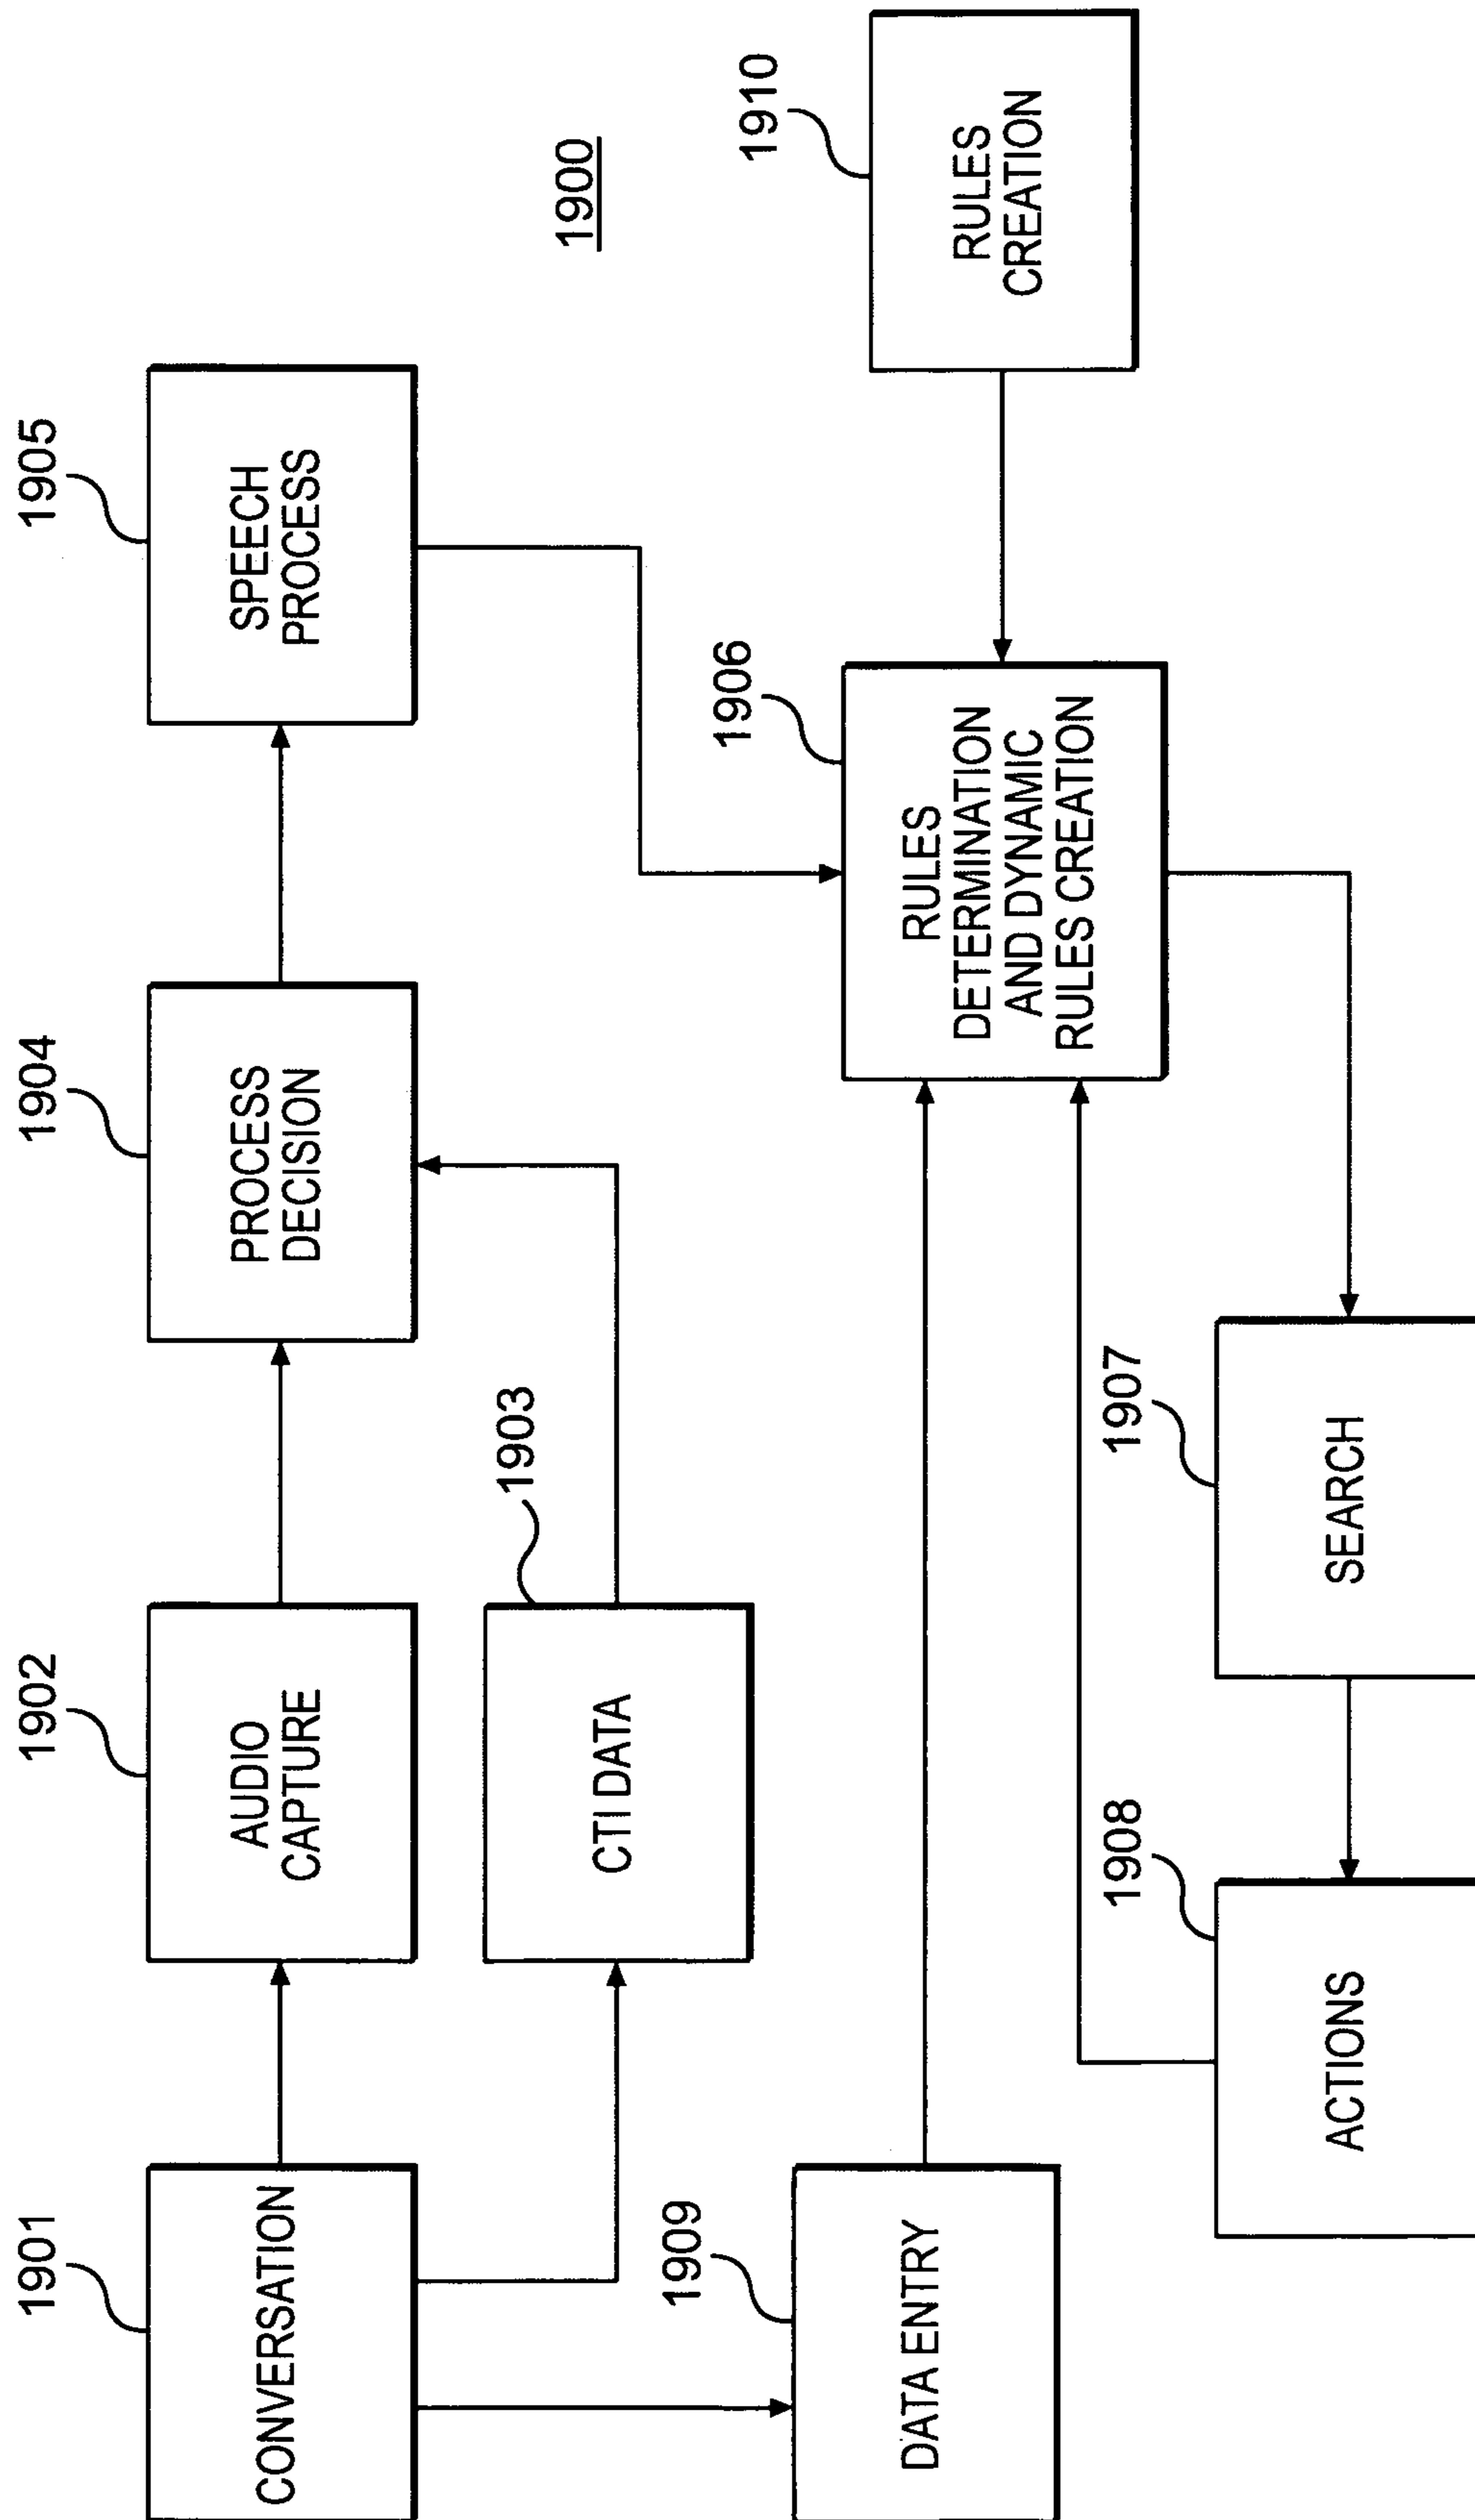 1901
CONVERSATION
1902
AUDIO
CAPTURE
1904
PROCESS
DECISION
1905
SPEECH
PROCESS
1903
CTI DATA
1900
1909
DATA ENTRY
1906
RULES
DETERMINATION
AND DYNAMIC
RULES CREATION
1910
RULES
CREATION
1908
ACTIONS
1907
SEARCH